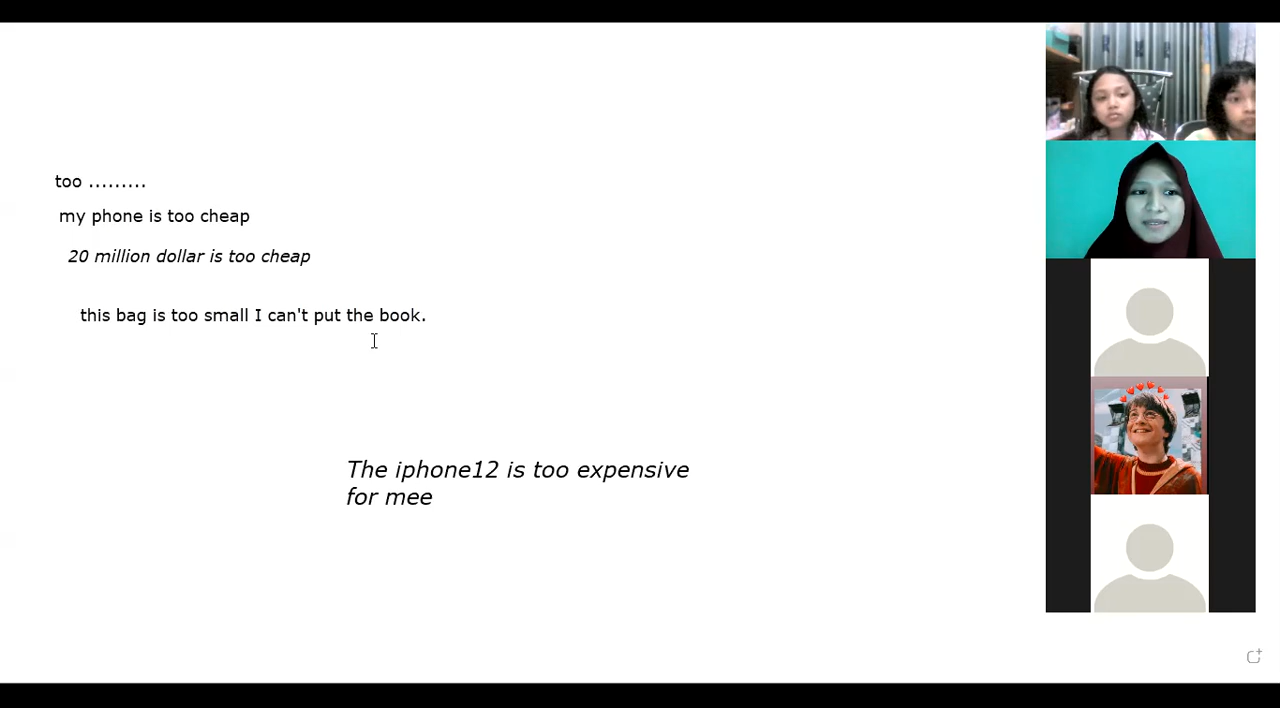 too .........
my phone is too cheap
20 million dollar is too cheap
this bag is too small I can't put the book.
The iphone12 is too expensive
for mee